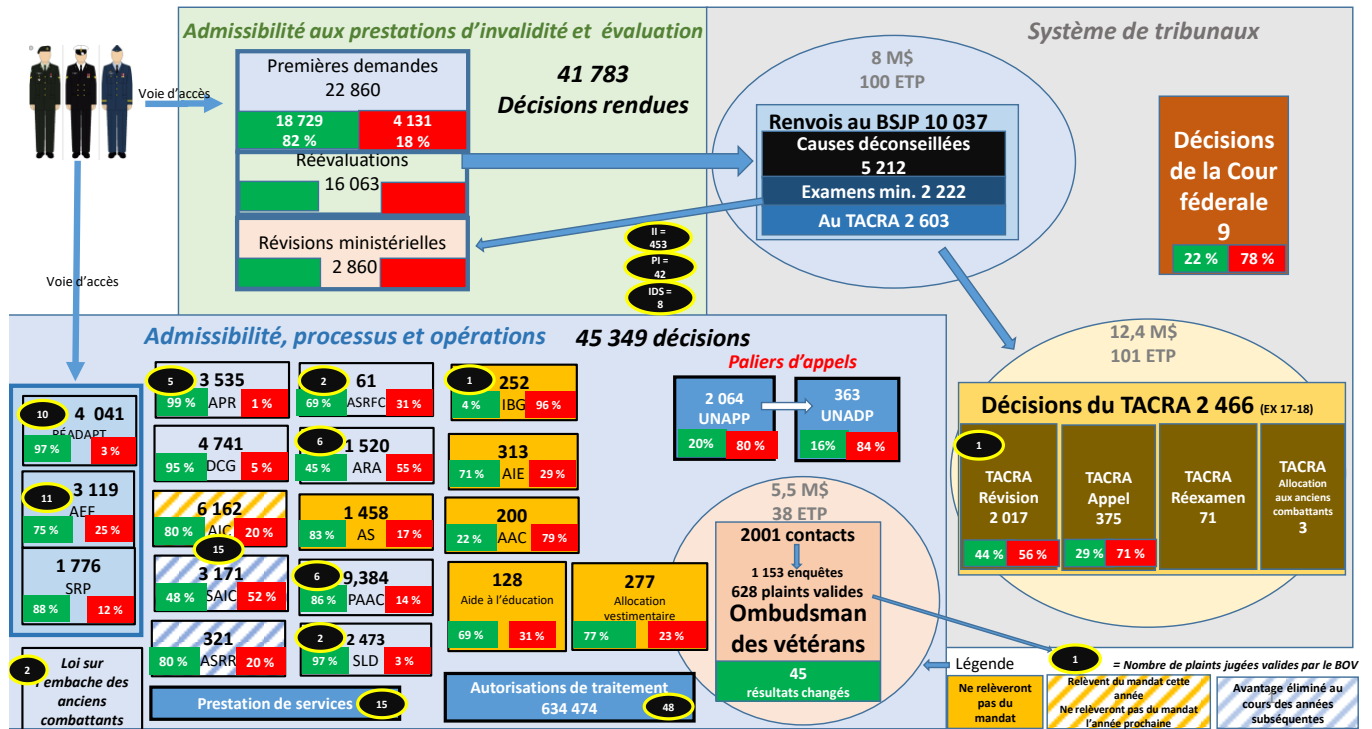 Admissibilité aux prestations d'invalidité et évaluation
Voie d'accès
Premières demandes
22 860
18 729
82 %
4 131
18 %
Réévaluations
16 063
Révisions ministérielles
2 860
41 783
Décisions rendues
II =
453
PI =
42
IDS =
8
Système de tribunaux
8 M$
100 ETP
Renvois au BSJP 10 037
Causes déconseillées
5 212
Examens min. 2 222
Au TACRA 2 603
Décisions
de la Cour
fédérale
9
22 %
78 %
Voie d'accès
12,4 M$
101 ETP
Décisions du TACRA 2 466 (EX 17-18)
1
TACRA
Révision
2 017
44 %
56 %
TACRA
Appel
375
29 %
71 %
TACRA
Réexamen
71
TACRA
Allocation
aux anciens
combattants
3
Admissibilité, processus et opérations
45 349 décisions
10
4 041
RÉADAPT
97 %
3 %
11
3 119
AEF
75 %
25 %
1 776
SRP
88 %
12 %
2
Loi sur
l'embache des
anciens
combattants
5
3 535
99 %
APR
1 %
4 741
95 %
DCG
5 %
6 162
80 %
AIC
20 %
15
3 171
48 %
SAIC
52 %
321
80 %
ASRR
20 %
Prestation de services
15
2
61
69 %
ASRFC
31 %
6
1 520
45 %
ARA
55 %
1 458
83 %
AS
17 %
6
9,384
86 %
PAAC
14 %
2
2 473
97 %
SLD
3 %
1
252
4 %
IBG
96 %
313
71 %
AIE
29 %
200
22 %
AAC
79 %
128
Aide à l'éducation
69 %
31 %
277
Allocation
vestimentaire
77 %
23 %
Autorisations de traitement
634 474
48
Paliers d'appels
2 064
UNAPP
20%
80 %
363
UNADP
16%
84 %
5,5 M$
38 ETP
2001 contacts
1 153 enquêtes
628 plaints valides
Ombudsman
des vétérans
45
résultats changés
Légende
1
= Nombre de plaints jugées valides par le BOV
Ne relèveront
pas du
mandat
Relèvent du mandat cette
année
Ne relèveront pas du mandat
l'année prochaine
Avantage éliminé au
cours des années
subséquentes